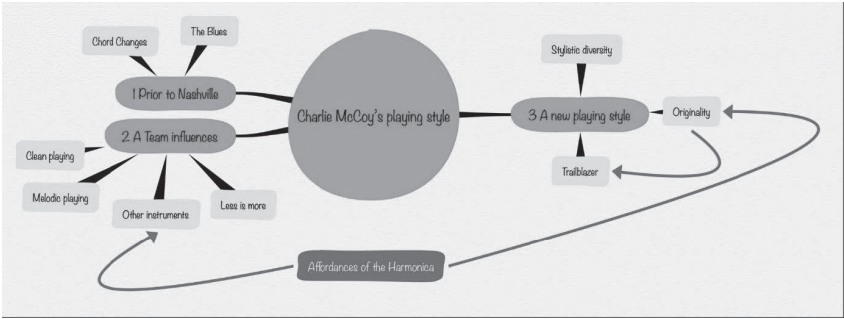 The Blues
Chord Changes
1 Prior to Nashville
2 A Team influences
Clean playing
Melodic playing
Other instruments
Less is more
Charlie McCoy's playing style
Stylistic diversity
3 A new playing style
Originality
Trailblazer
Affordances of the Harmonica